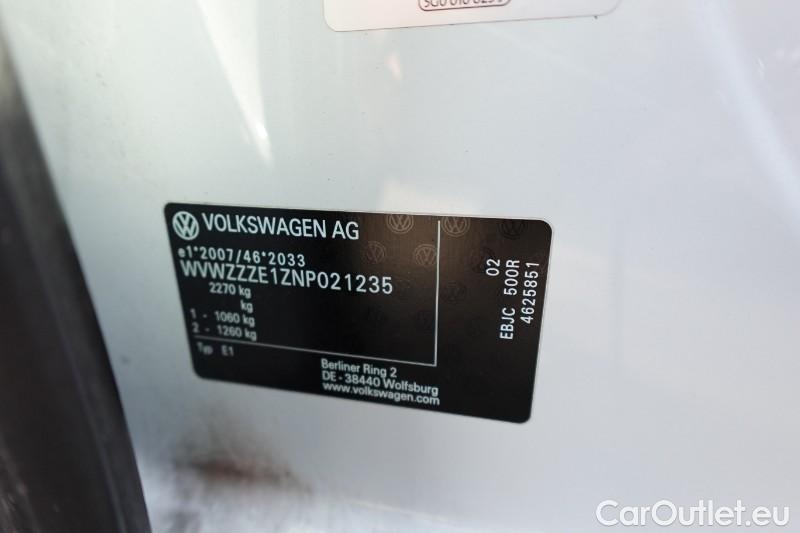 VOLKSWAGEN AG
e1*2007/46*2033
WVWZZZE1ZNP021235
2270 kg
kg
1 - 1060 kg
2 - 1260 kg
Typ E1
Berliner Ring 2
DE - 38440 Wolfsburg
www.volkswagen.com
02
EBJC 500R
4625851
CarOutlet.eu